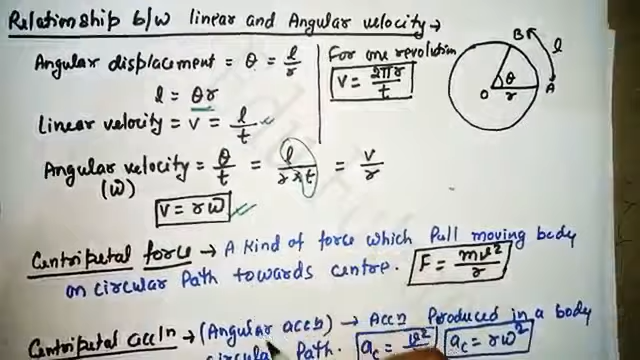 Relationship b/w linear and Angular velocity →
Angular displacement = θ = l/r
l = θr
Linear velocity = v = l/t
Angular velocity = θ/t = l/r×t = v/r
(W)
v = rω
For one revolution
V = 2πr/t
B
l
θ
O r A
Centripetal force → A kind of force which Pull moving body
on circular Path towards centre. F = mv²/r
Centripetal accln → (Angular accn) → Accn Produced in a body
circular Path. ac = v²/ ac = rω²